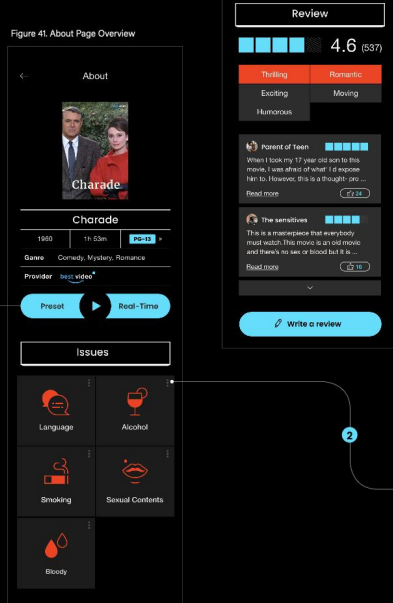 Figure 41. About Page Overview
About
Charade
Charade
1960
1h 53m
PG-13
Genre Comedy, Mystery, Romance
Provider best video
Preset
Real-Time
Issues
Language
Alcohol
Smoking
Sexual Contents
Bloody
Review
4.6 (537)
Thrilling
Romantic
Exciting
Moving
Humorous
Parent of Teen
When I took my 17 year old son to this
movie, I was afraid of what' I d expose
him to. However, this is a thought- pro ...
Read more
24
The sensitives
This is a masterpiece that everybody
must watch.This movie is an old movie
and there's no sex or blood but It is ...
Read more
16
Write a review
2